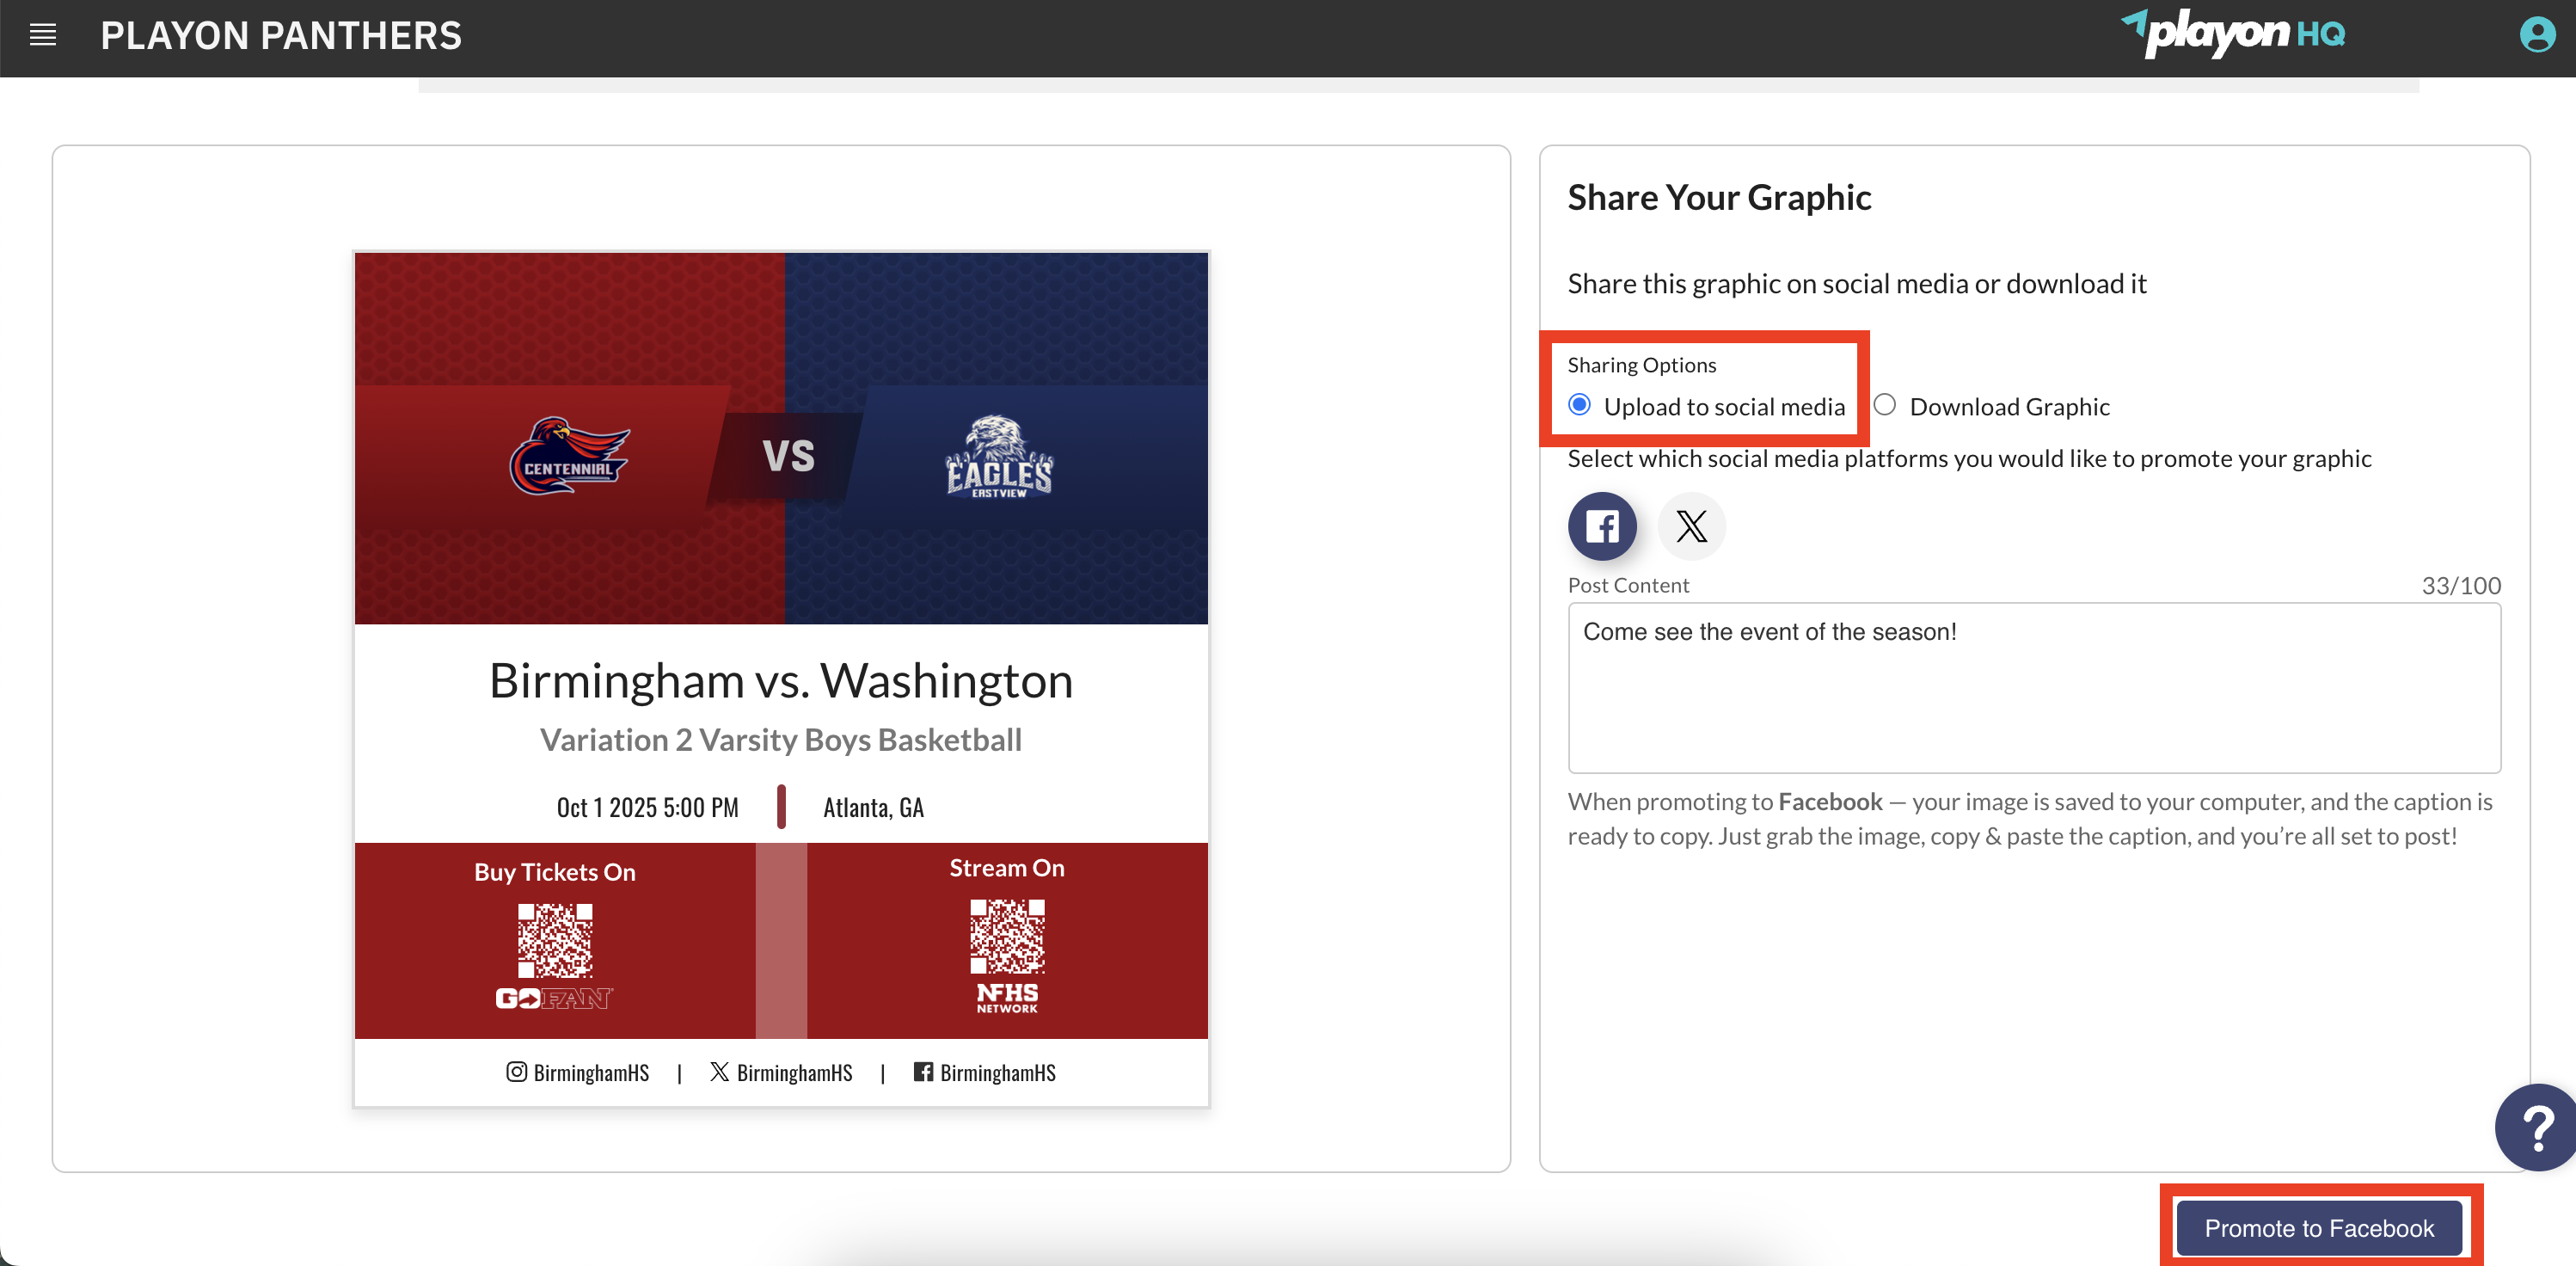 PLAYON PANTHERS
playon HQ
CENTENNIAL
VS
EAGLES
EASTVIEW
Birmingham vs. Washington
Variation 2 Varsity Boys Basketball
Oct 1 2025 5:00 PM
Atlanta, GA
Buy Tickets On
GOFAN
Stream On
NFHS
NETWORK
BirminghamHS | BirminghamHS | BirminghamHS
Share Your Graphic
Share this graphic on social media or download it
Sharing Options
Upload to social media
Download Graphic
Select which social media platforms you would like to promote your graphic
Post Content
33/100
Come see the event of the season!
When promoting to Facebook — your image is saved to your computer, and the caption is
ready to copy. Just grab the image, copy & paste the caption, and you’re all set to post!
?
Promote to Facebook